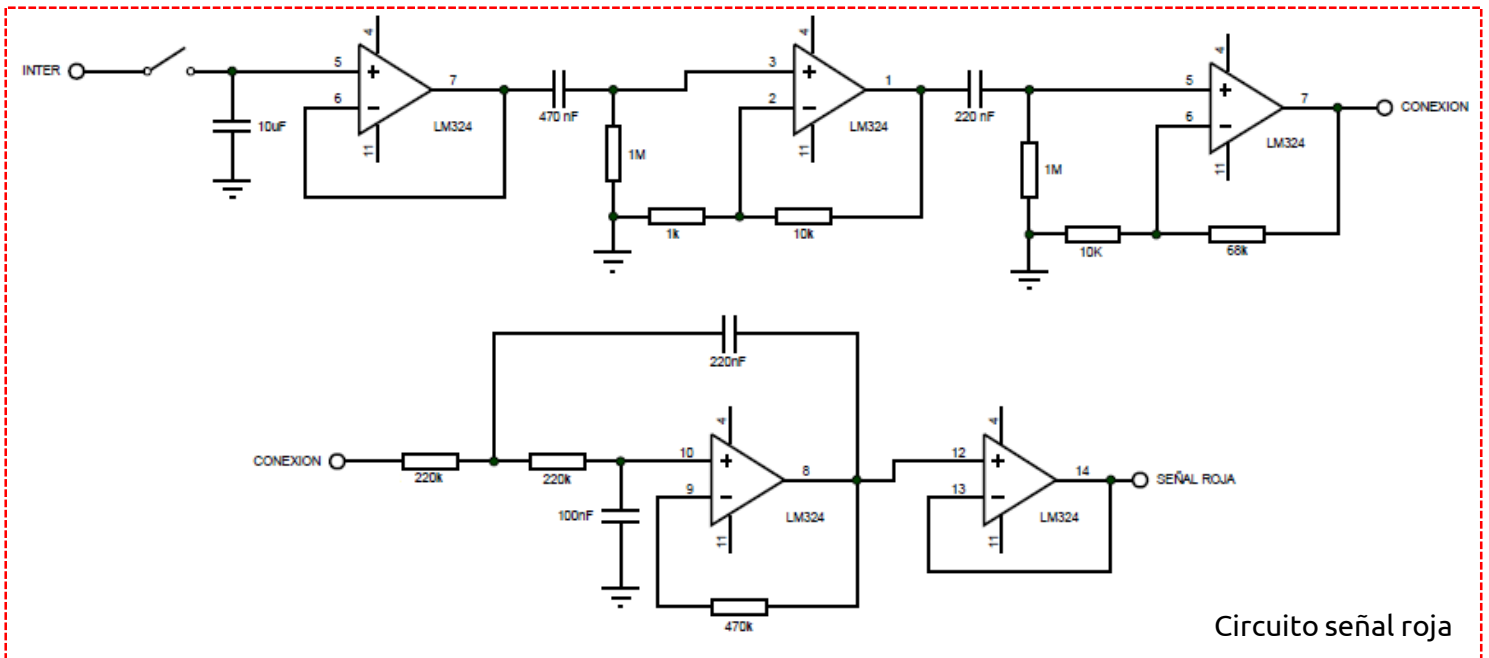 INTER
10uF
4
5
6
7
11
LM324
470 nF
1M
1k
10k
4
3
2
1
11
LM324
220 nF
1M
10K
68k
4
5
6
7
11
LM324
CONEXION
CONEXION
220k
220k
100nF
220nF
4
10
9
8
11
LM324
470k
4
12
13
14
11
LM324
SEÑAL ROJA
Circuito señal roja